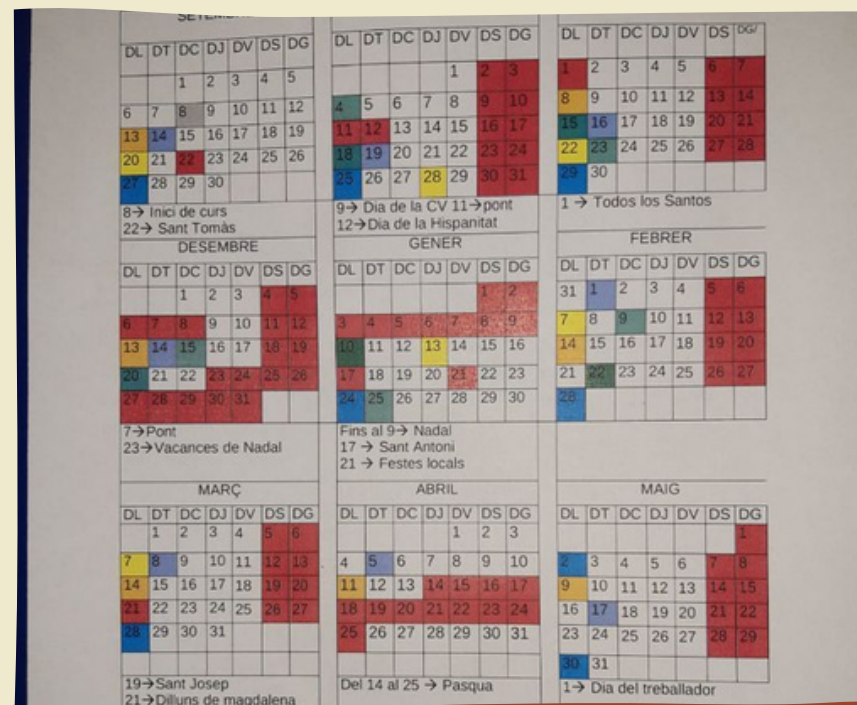 DL DT DC DJ DV DS DG
1 2 3 4 5
6 7 8 9 10 11 12
13 14 15 16 17 18 19
20 21 22 23 24 25 26
27 28 29 30
8→ Inici de curs
22→ Sant Tomàs
DL DT DC DJ DV DS DG
1 2 3
4 5 6 7 8 9 10
11 12 13 14 15 16 17
18 19 20 21 22 23 24
25 26 27 28 29 30 31
9→ Dia de la CV 11→pont
12→Dia de la Hispanitat
DL DT DC DJ DV DS DG/
1 2 3 4 5 6 7
8 9 10 11 12 13 14
15 16 17 18 19 20 21
22 23 24 25 26 27 28
29 30
1 → Todos los Santos
DESEMBRE
DL DT DC DJ DV DS DG
1 2 3 4 5
6 7 8 9 10 11 12
13 14 15 16 17 18 19
20 21 22 23 24 25 26
27 28 29 30 31
7→Pont
23→Vacances de Nadal
GENER
DL DT DC DJ DV DS DG
1 2
3 4 5 6 7 8 9
10 11 12 13 14 15 16
17 18 19 20 21 22 23
24 25 26 27 28 29 30
Fins al 9→ Nadal
17 → Sant Antoni
21 → Festes locals
FEBRER
DL DT DC DJ DV DS DG
31 1 2 3 4 5 6
7 8 9 10 11 12 13
14 15 16 17 18 19 20
21 22 23 24 25 26 27
28
MARÇ
DL DT DC DJ DV DS DG
1 2 3 4 5 6
7 8 9 10 11 12 13
14 15 16 17 18 19 20
21 22 23 24 25 26 27
28 29 30 31
19→Sant Josep
21→Dilluns de magdalena
ABRIL
DL DT DC DJ DV DS DG
1 2 3
4 5 6 7 8 9 10
11 12 13 14 15 16 17
18 19 20 21 22 23 24
25 26 27 28 29 30 31
Del 14 al 25 → Pasqua
MAIG
DL DT DC DJ DV DS DG
1
2 3 4 5 6 7 8
9 10 11 12 13 14 15
16 17 18 19 20 21 22
23 24 25 26 27 28 29
30 31
1→ Dia del treballador